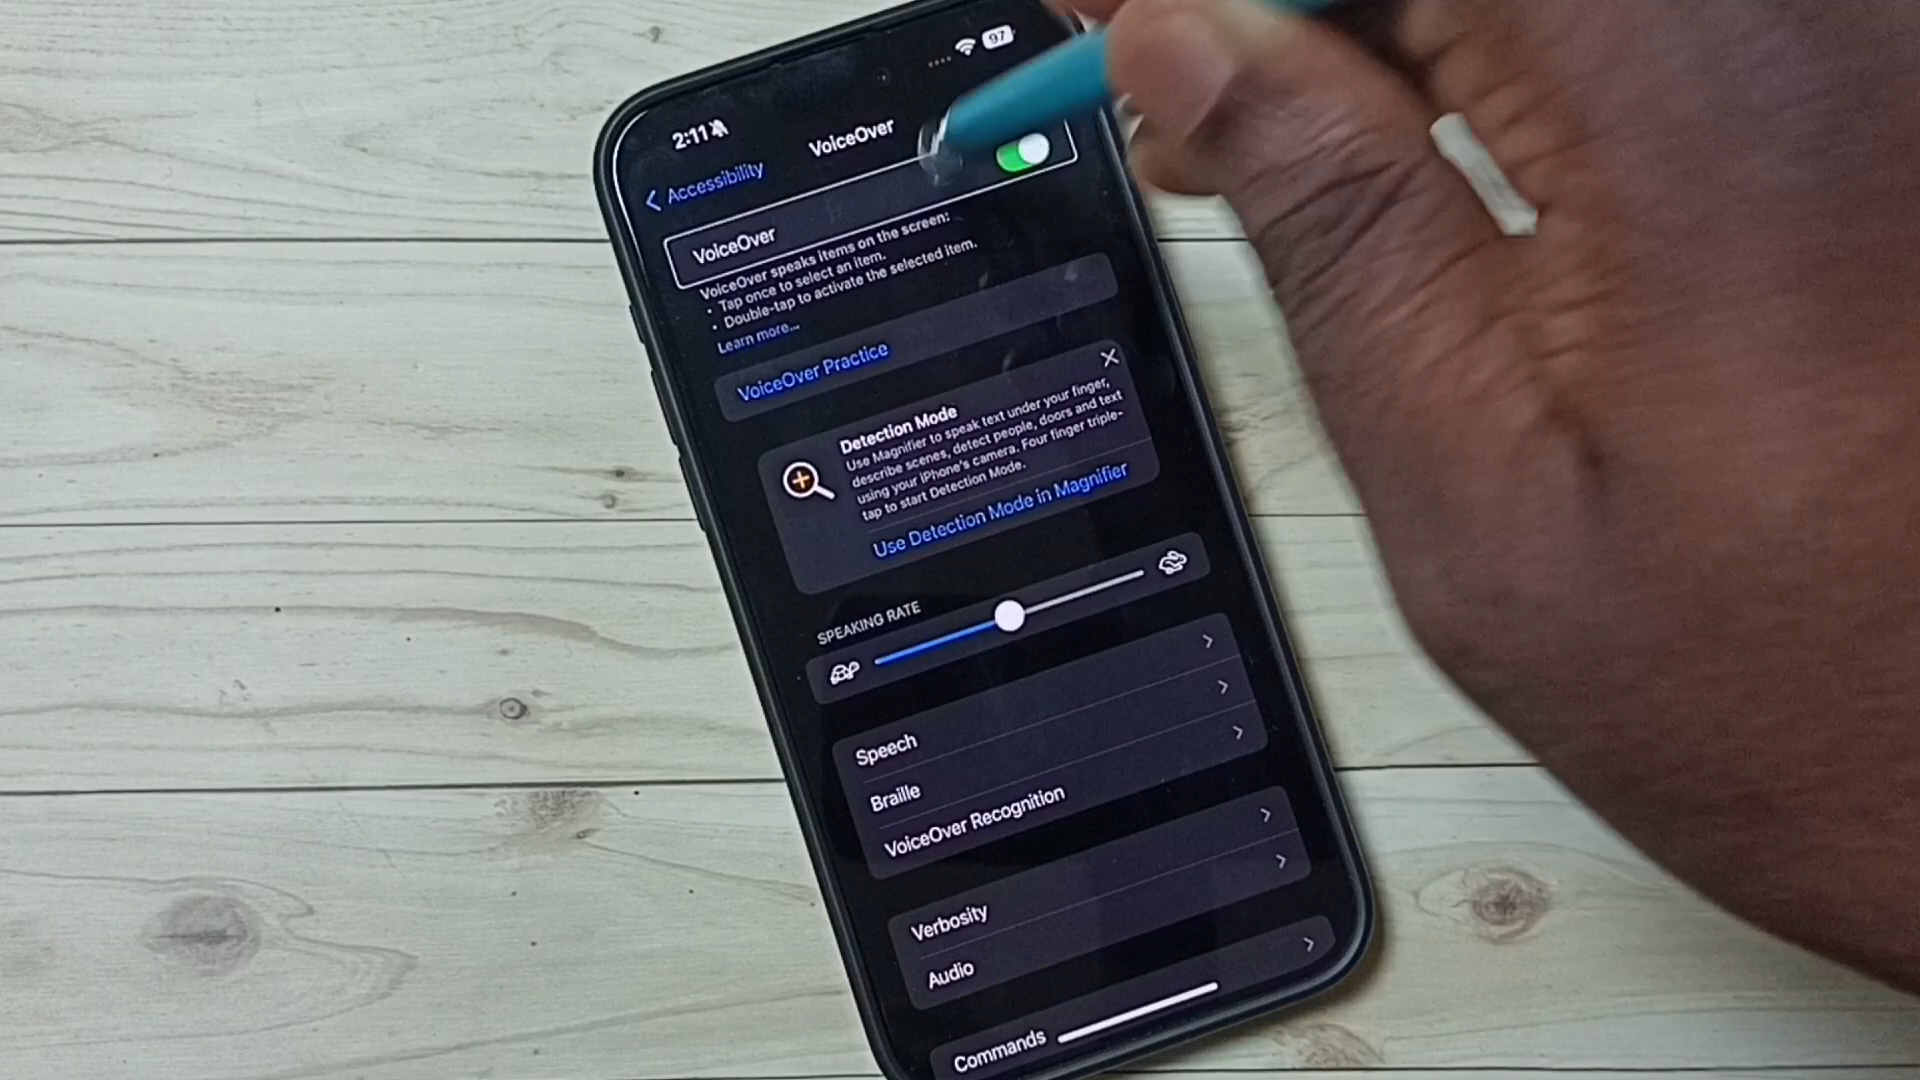 2:11
97
Accessibility
VoiceOver
VoiceOver
VoiceOver speaks items on the screen:
• Tap once to select an item.
• Double-tap to activate the selected item.
Learn more...
VoiceOver Practice
Detection Mode
Use Magnifier to speak text under your finger,
describe scenes, detect people, doors and text
using your iPhone's camera. Four finger triple-
tap to start Detection Mode.
Use Detection Mode in Magnifier
SPEAKING RATE
Speech
Braille
VoiceOver Recognition
Verbosity
Audio
Commands